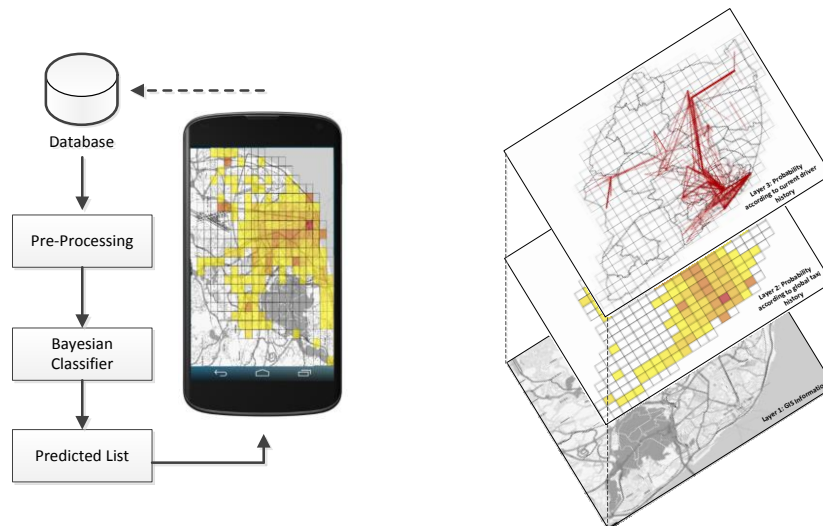 Database
Pre-Processing
Bayesian
Classifier
Predicted List
Layer 3: Probability
according to current driver
history
Layer 2: Probability
according to global taxi
history
Layer 1: GIS Information